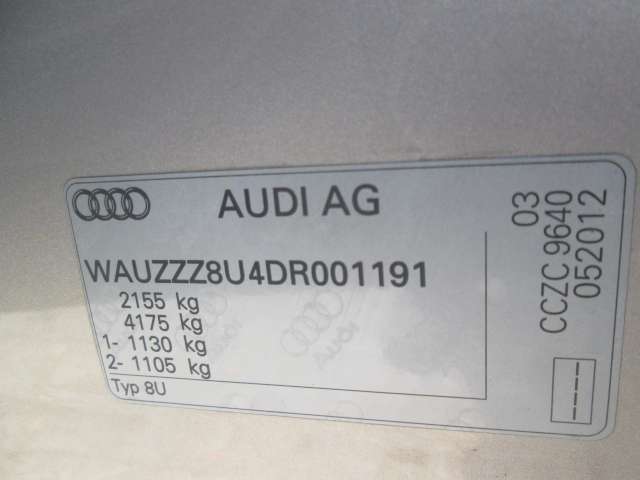 AUDI AG
WAUZZZ8U4DR001191
2155 kg
4175 kg
1- 1130 kg
2- 1105 kg
Typ 8U
03
CCZC 9640
052012
----
Audi